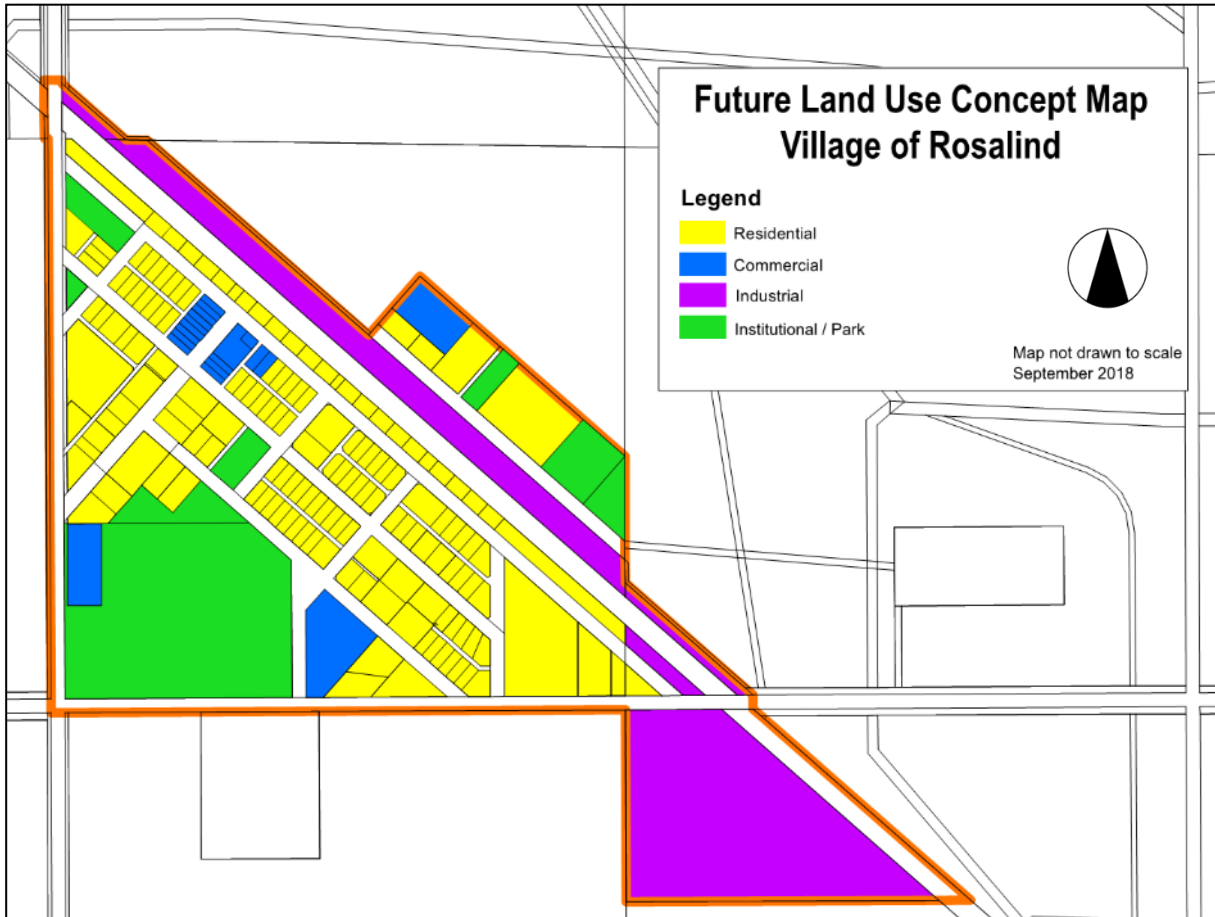 Future Land Use Concept Map
Village of Rosalind
Legend
Residential
Commercial
Industrial
Institutional / Park
Map not drawn to scale
September 2018